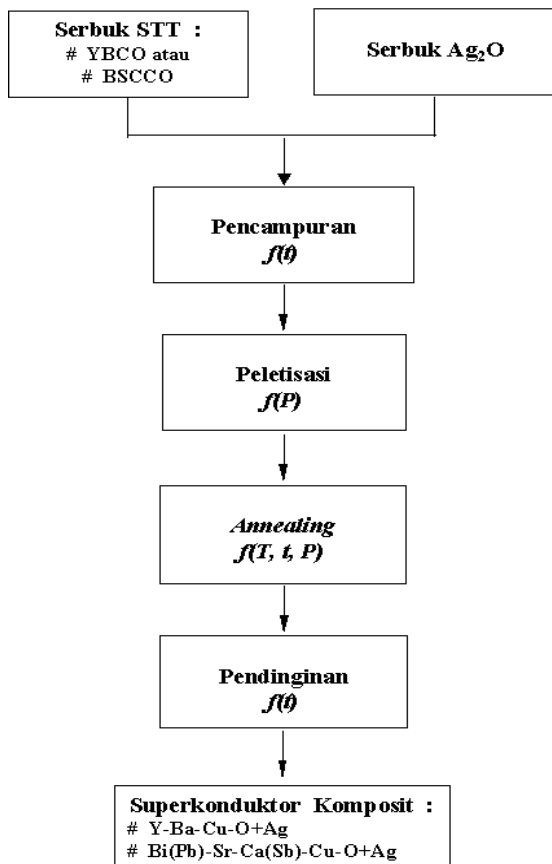 Serbuk STT :
# YBCO atau
# BSCCO
Serbuk Ag₂O
Pencampuran
f(t)
Peletisasi
f(P)
Annealing
f(T, t, P)
Pendinginan
f(t)
Superkonduktor Komposit :
# Y-Ba-Cu-O+Ag
# Bi(Pb)-Sr-Ca(Sb)-Cu-O+Ag